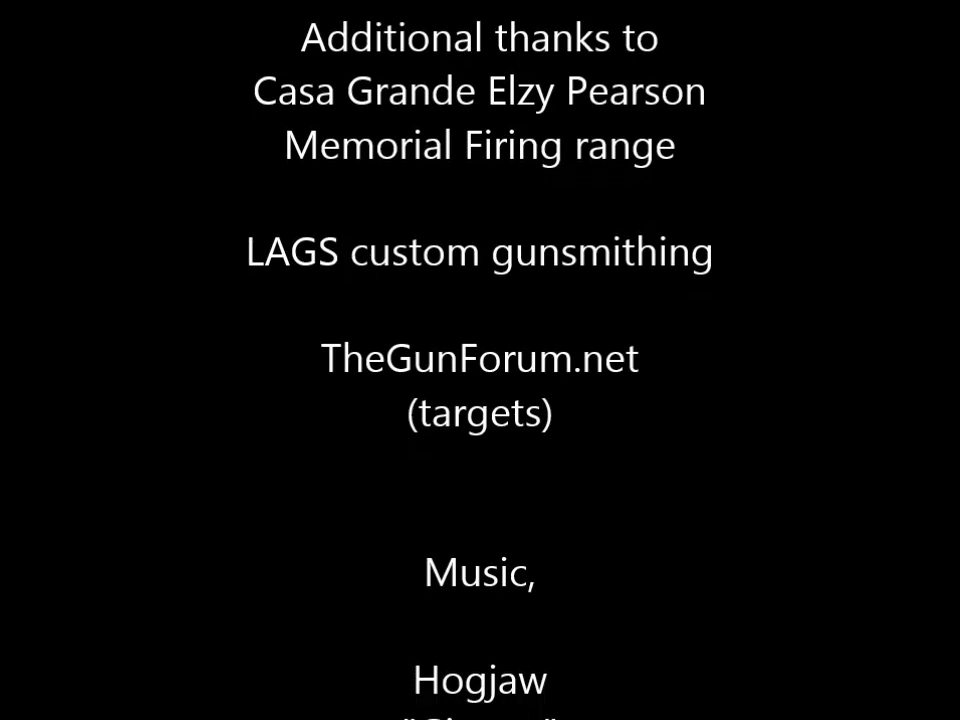 Additional thanks to
Casa Grande Elzy Pearson
Memorial Firing range
LAGS custom gunsmithing
TheGunForum.net
(targets)
Music,
Hogjaw